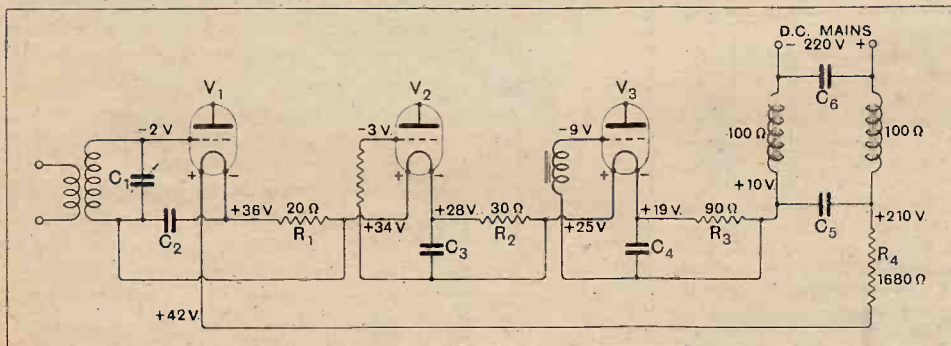 D.C. MAINS
- 220 V +
C6
100 Ω
100 Ω
V1
V2
V3
-2 V
-3 V
-9 V
C1
C2
+ -
+ -
+ -
+36 V.
20 Ω
R1
+34 V.
+28 V.
30 Ω
R2
+25 V
+19 V.
90 Ω
R3
+10 V.
C5
+210 V.
C3
C4
R4
1680 Ω
+42 V.